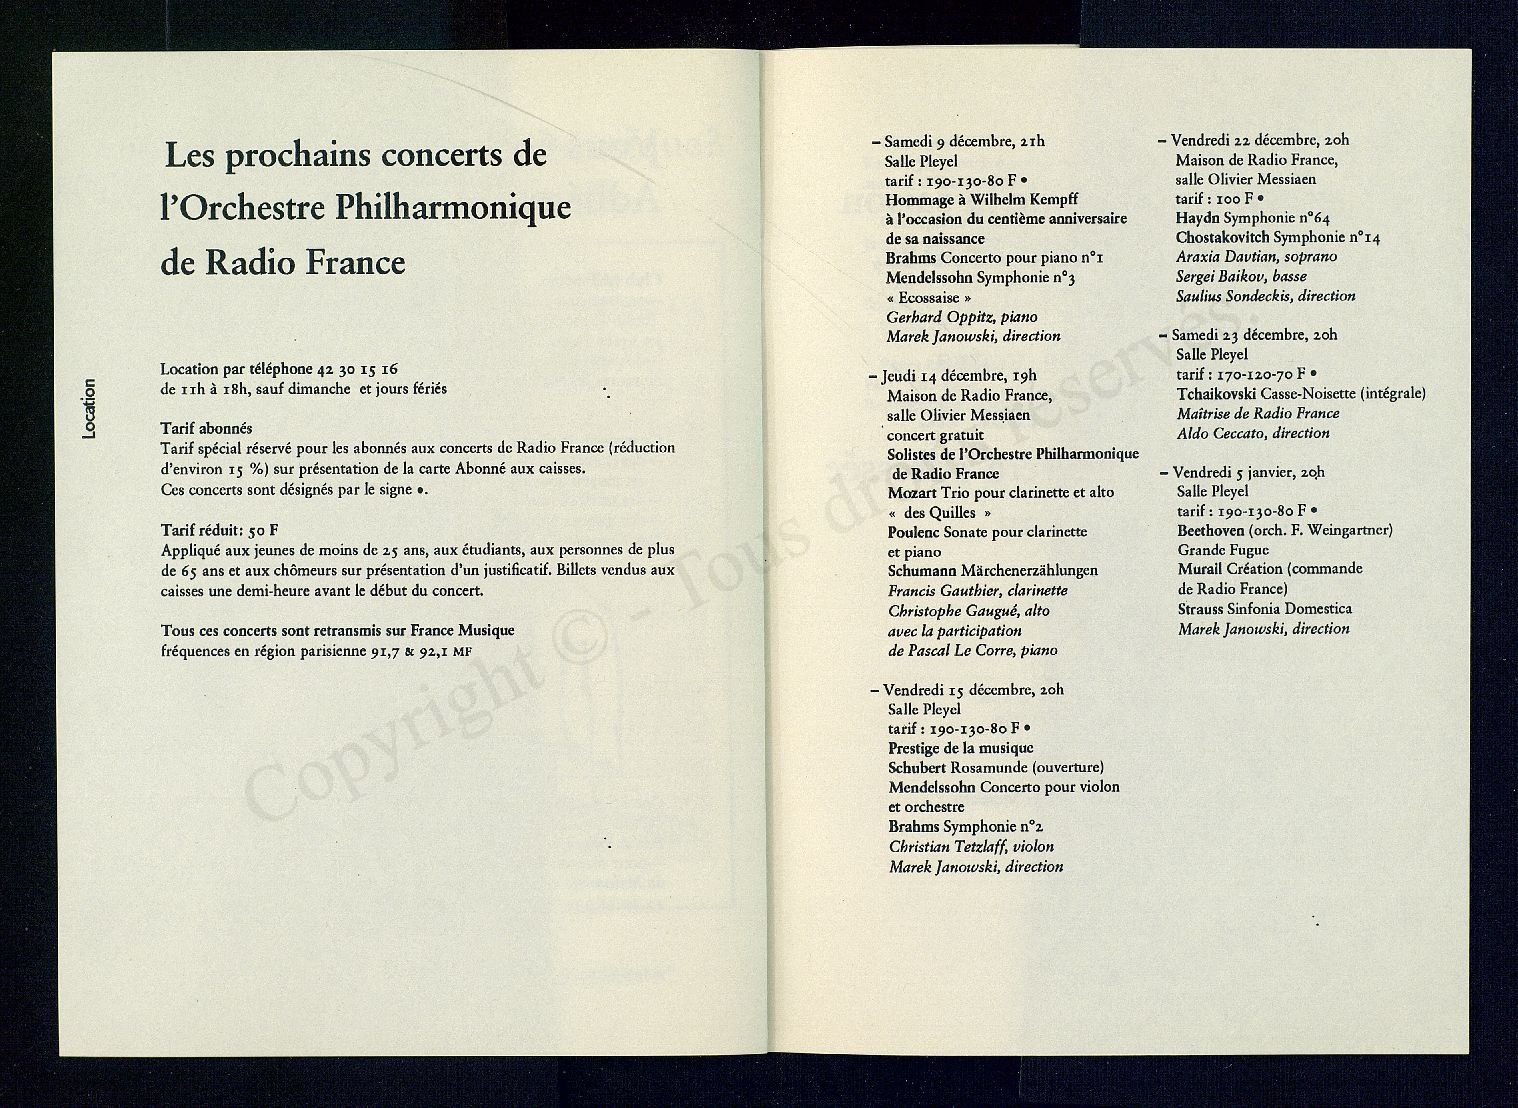 Les prochains concerts de
l'Orchestre Philharmonique
de Radio France
Location
Location par téléphone 42 30 15 16
de 11h à 18h, sauf dimanche et jours fériés
Tarif abonnés
Tarif spécial réservé pour les abonnés aux concerts de Radio France (réduction
d'environ 15 %) sur présentation de la carte Abonné aux caisses.
Ces concerts sont désignés par le signe •.
Tarif réduit: 50 F
Appliqué aux jeunes de moins de 25 ans, aux étudiants, aux personnes de plus
de 65 ans et aux chômeurs sur présentation d'un justificatif. Billets vendus aux
caisses une demi-heure avant le début du concert.
Tous ces concerts sont retransmis sur France Musique
fréquences en région parisienne 91,7 & 92,1 MF
– Samedi 9 décembre, 21h
Salle Pleyel
tarif : 190-130-80 F •
Hommage à Wilhelm Kempff
à l'occasion du centième anniversaire
de sa naissance
Brahms Concerto pour piano n°1
Mendelssohn Symphonie n°3
« Ecossaise »
Gerhard Oppitz, piano
Marek Janowski, direction
– Jeudi 14 décembre, 19h
Maison de Radio France,
salle Olivier Messiaen
concert gratuit
Solistes de l'Orchestre Philharmonique
de Radio France
Mozart Trio pour clarinette et alto
« des Quilles »
Poulenc Sonate pour clarinette
et piano
Schumann Märchenerzählungen
Francis Gauthier, clarinette
Christophe Gaugué, alto
avec la participation
de Pascal Le Corre, piano
– Vendredi 15 décembre, 20h
Salle Pleyel
tarif : 190-130-80 F •
Prestige de la musique
Schubert Rosamunde (ouverture)
Mendelssohn Concerto pour violon
et orchestre
Brahms Symphonie n°2
Christian Tetzlaff, violon
Marek Janowski, direction
– Vendredi 22 décembre, 20h
Maison de Radio France,
salle Olivier Messiaen
tarif : 100 F •
Haydn Symphonie n°64
Chostakovitch Symphonie n°14
Araxia Davtian, soprano
Sergei Baikov, basse
Saulius Sondeckis, direction
– Samedi 23 décembre, 20h
Salle Pleyel
tarif : 170-120-70 F •
Tchaikovski Casse-Noisette (intégrale)
Maîtrise de Radio France
Aldo Ceccato, direction
– Vendredi 5 janvier, 20h
Salle Pleyel
tarif : 190-130-80 F •
Beethoven (orch. F. Weingartner)
Grande Fugue
Murail Création (commande
de Radio France)
Strauss Sinfonia Domestica
Marek Janowski, direction
Copyright © - Tous droits réservés.